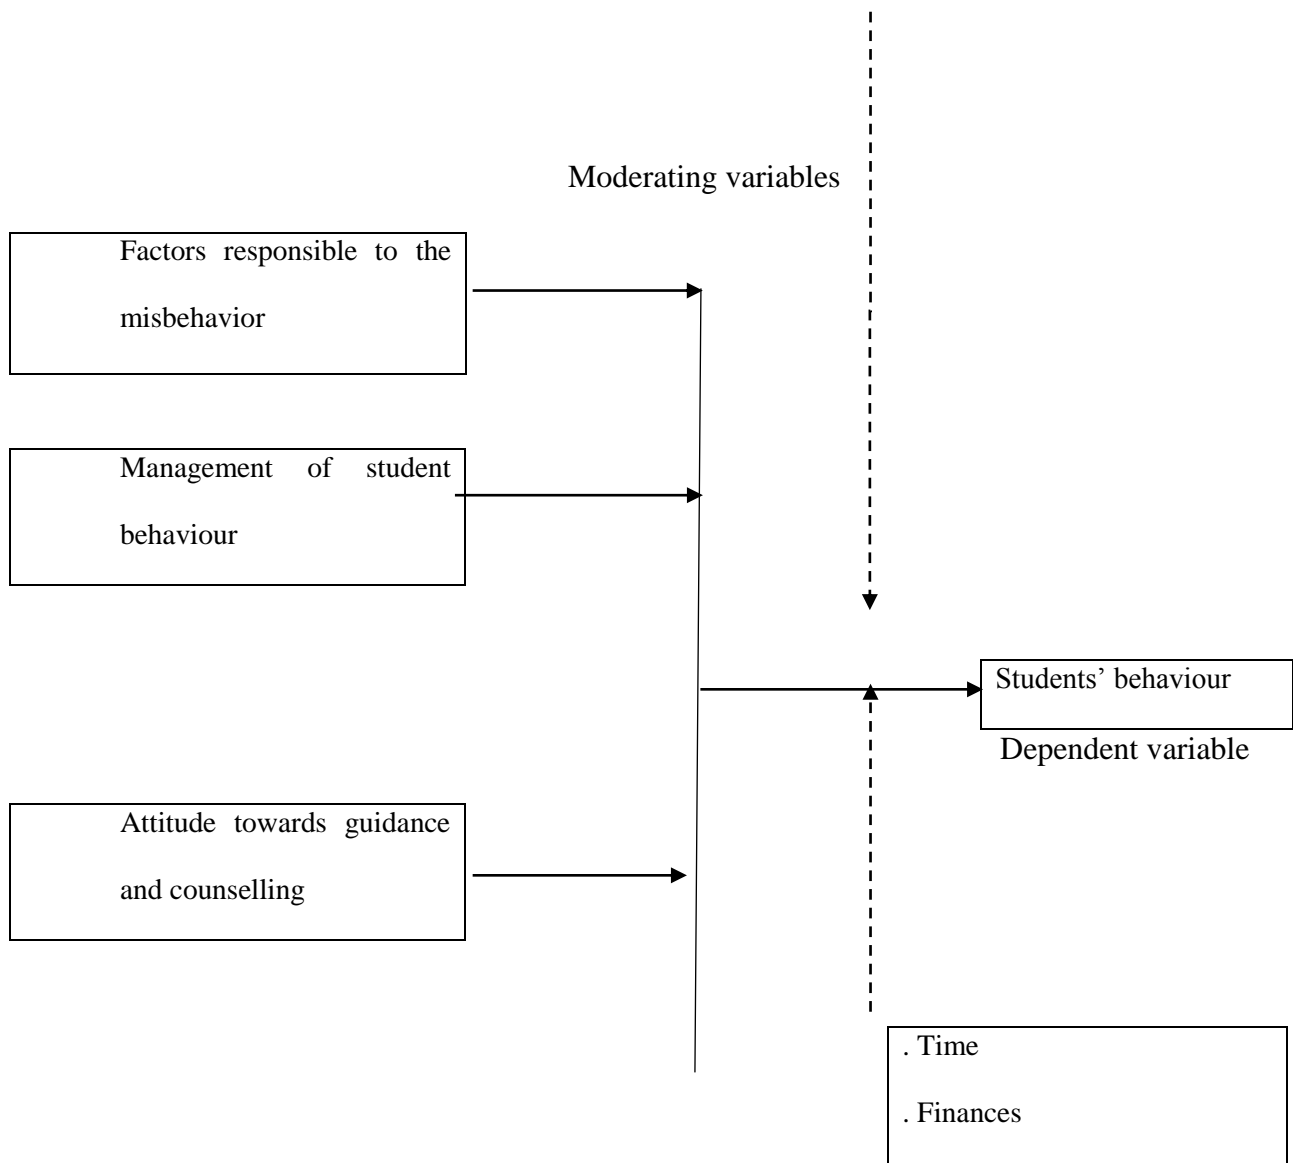 Moderating variables
Factors responsible to the
misbehavior
Management of student
behaviour
Students’ behaviour
Dependent variable
Attitude towards guidance
and counselling
. Time
. Finances